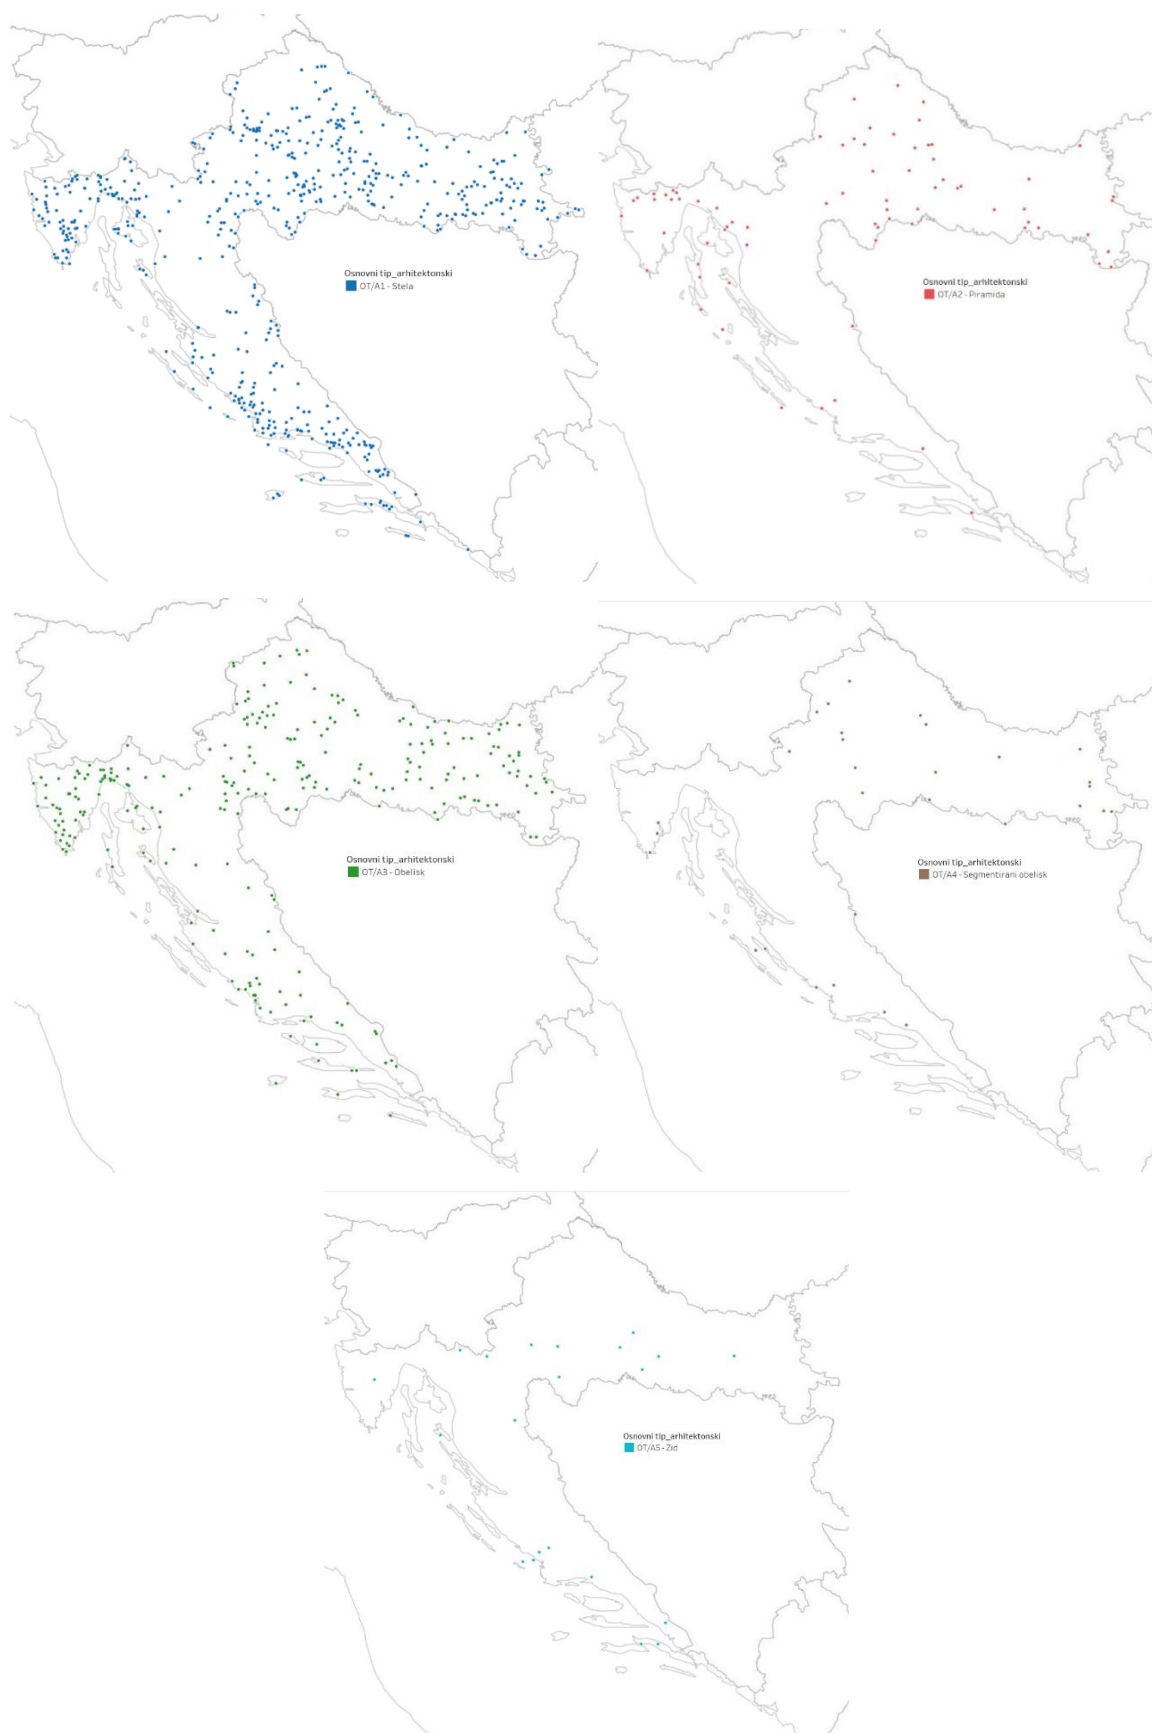 Osnovni tip_arhitektonski
OT/A1 - Stela
Osnovni tip_arhitektonski
OT/A2 - Piramida
Osnovni tip_arhitektonski
OT/A3 - Obelisk
Osnovni tip_arhitektonski
OT/A4 - Segmentirani obelisk
Osnovni tip_arhitektonski
OT/A5 - Zid